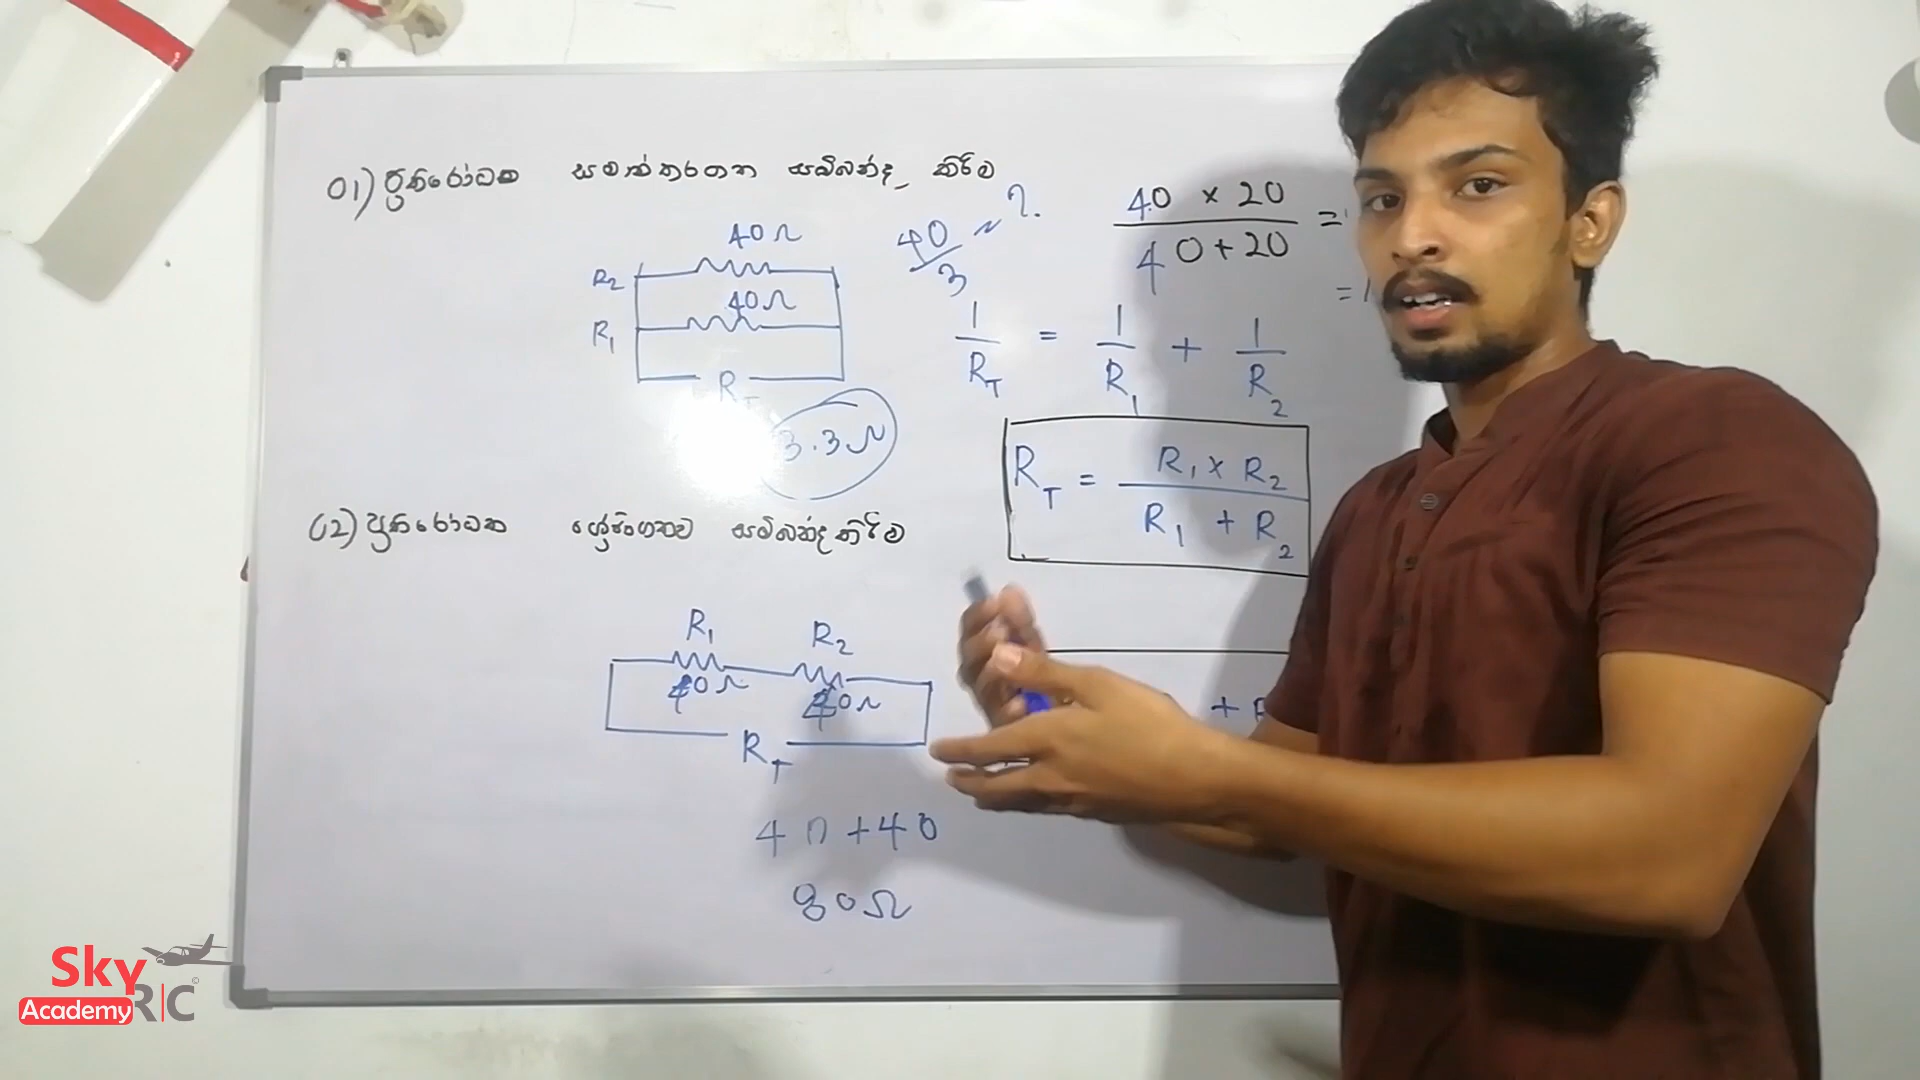 01) ප්‍රතිරෝධක සමාන්තරගත සම්බන්ද කිරීම
40Ω
R2
40Ω
R1
R
3.3Ω
40/3 ~ ?
40 × 20 / 40 + 20 =
=
1/RT = 1/R1 + 1/R2
RT = R1 × R2 / R1 + R2
02) ප්‍රතිරෝධක ශ්‍රේණිගතව සම්බන්ද කිරීම
R1 R2
40Ω 40Ω
RT
+
40+40
80Ω
Sky
Academy R|C